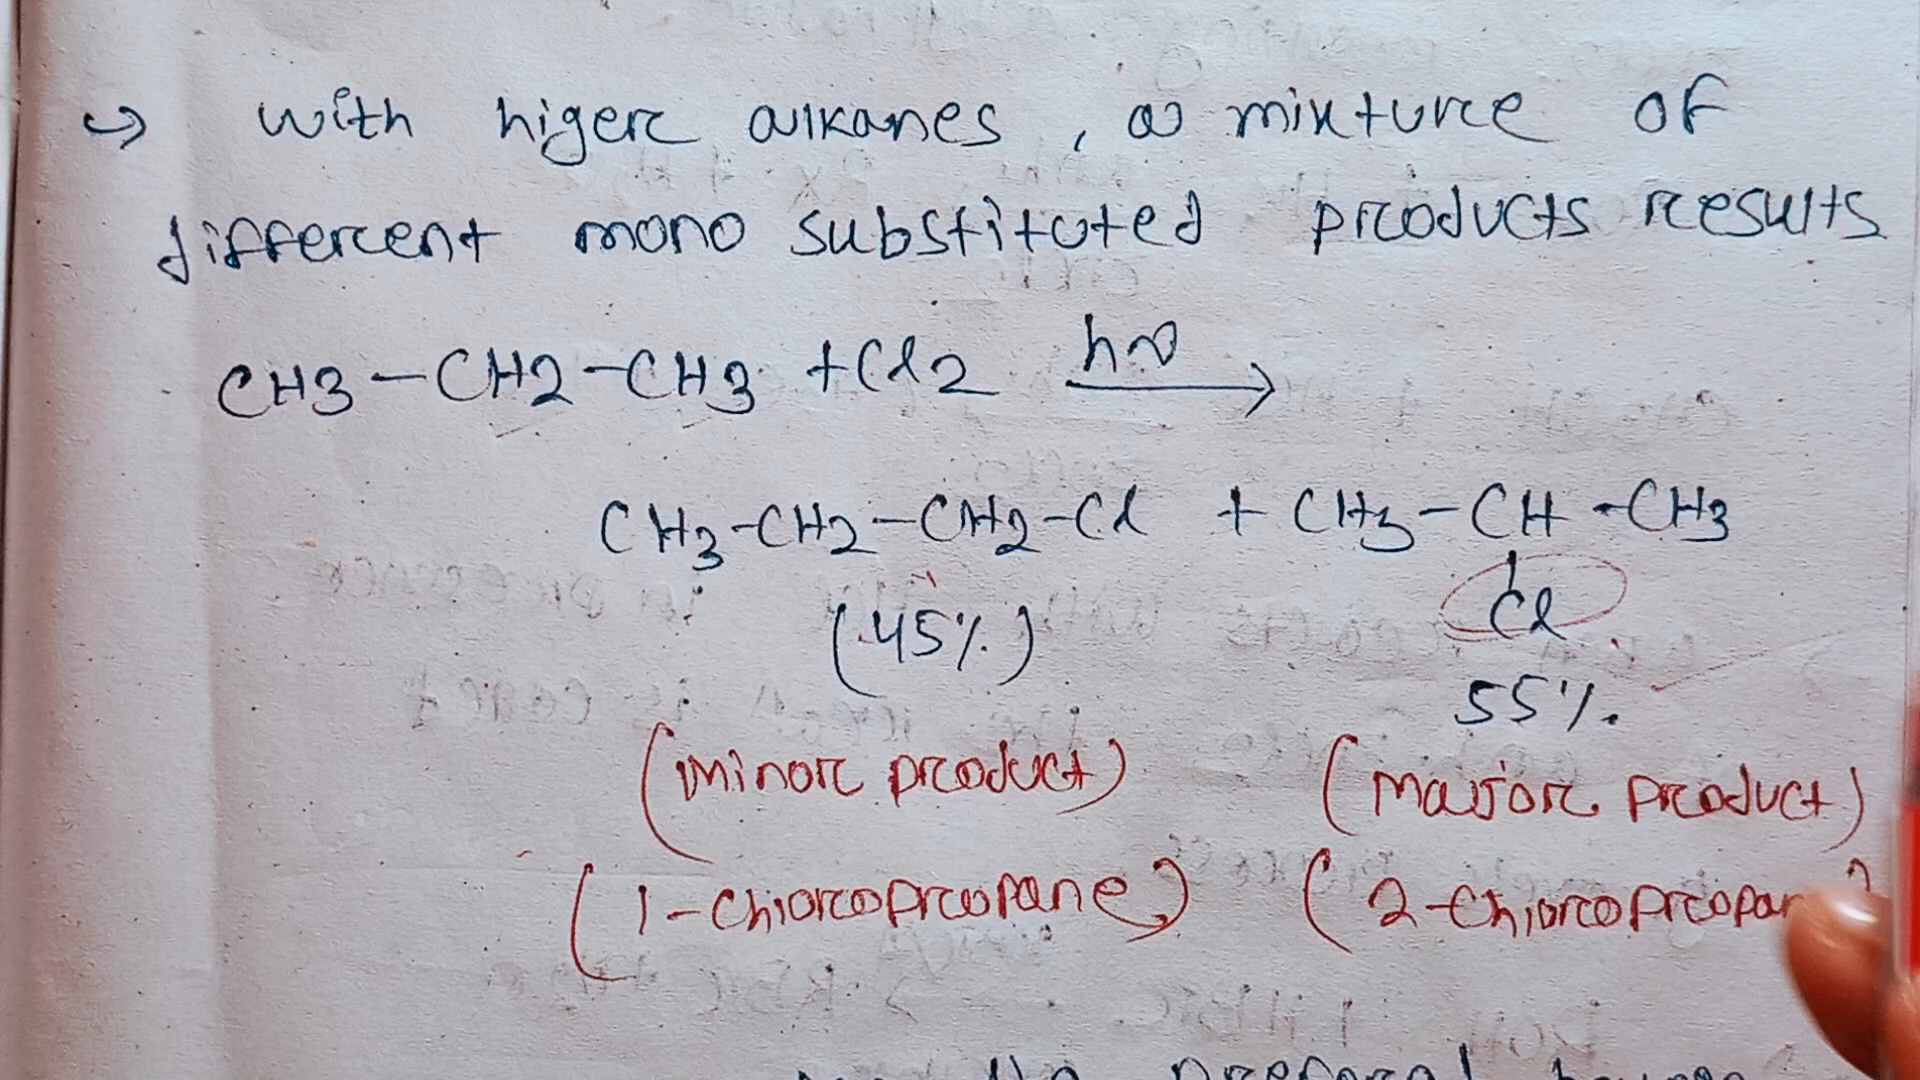 ↪ with higer alkanes, a mixture of
different mono substituted products results
CH3-CH2-CH3 +Cl2 hν →
CH3-CH2-CH2-Cl + CH3-CH-CH3
Cl
(45%)
55%.
(minor product) (major product)
(1-chloropropane) (2-chloropropan